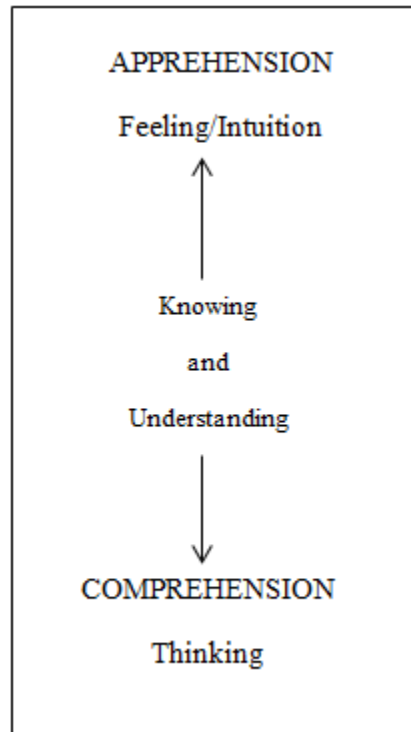 APPREHENSION
Feeling/Intuition
Knowing
and
Understanding
COMPREHENSION
Thinking